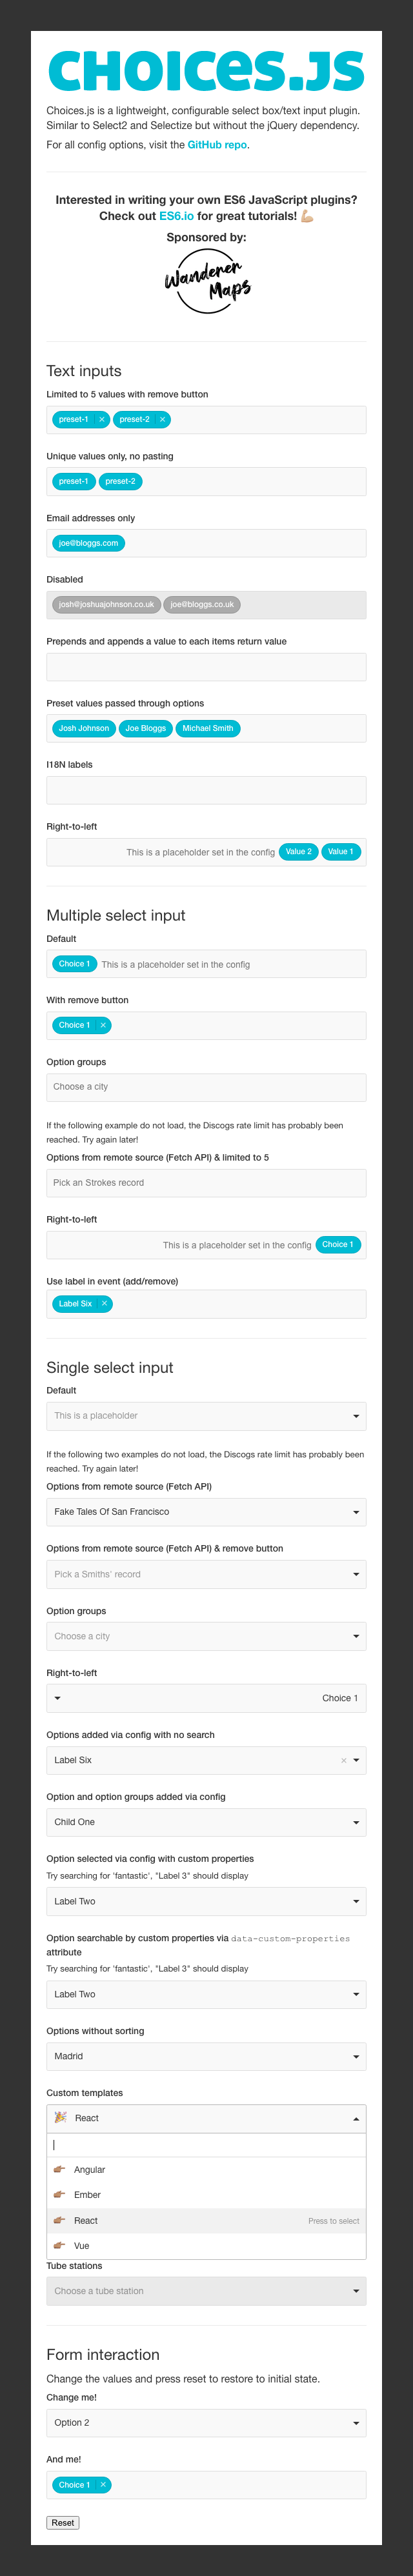 CHOICES.JS
Choices.js is a lightweight, configurable select box/text input plugin.
Similar to Select2 and Selectize but without the jQuery dependency.
For all config options, visit the GitHub repo.
Interested in writing your own ES6 JavaScript plugins?
Check out ES6.io for great tutorials! 💪🏼
Sponsored by:
Wanderer
Maps
Text inputs
Limited to 5 values with remove button
preset-1 × preset-2 ×
Unique values only, no pasting
preset-1 preset-2
Email addresses only
joe@bloggs.com
Disabled
josh@joshuajohnson.co.uk joe@bloggs.co.uk
Prepends and appends a value to each items return value
Preset values passed through options
Josh Johnson Joe Bloggs Michael Smith
I18N labels
Right-to-left
This is a placeholder set in the config Value 2 Value 1
Multiple select input
Default
Choice 1 This is a placeholder set in the config
With remove button
Choice 1 ×
Option groups
Choose a city
If the following example do not load, the Discogs rate limit has probably been
reached. Try again later!
Options from remote source (Fetch API) & limited to 5
Pick an Strokes record
Right-to-left
This is a placeholder set in the config Choice 1
Use label in event (add/remove)
Label Six ×
Single select input
Default
This is a placeholder
If the following two examples do not load, the Discogs rate limit has probably been
reached. Try again later!
Options from remote source (Fetch API)
Fake Tales Of San Francisco
Options from remote source (Fetch API) & remove button
Pick a Smiths' record
Option groups
Choose a city
Right-to-left
Choice 1
Options added via config with no search
Label Six ×
Option and option groups added via config
Child One
Option selected via config with custom properties
Try searching for 'fantastic', "Label 3" should display
Label Two
Option searchable by custom properties via data-custom-properties
attribute
Try searching for 'fantastic', "Label 3" should display
Label Two
Options without sorting
Madrid
Custom templates
🎉 React
👉🏽 Angular
👉🏽 Ember
👉🏽 React Press to select
👉🏽 Vue
Tube stations
Choose a tube station
Form interaction
Change the values and press reset to restore to initial state.
Change me!
Option 2
And me!
Choice 1 ×
Reset